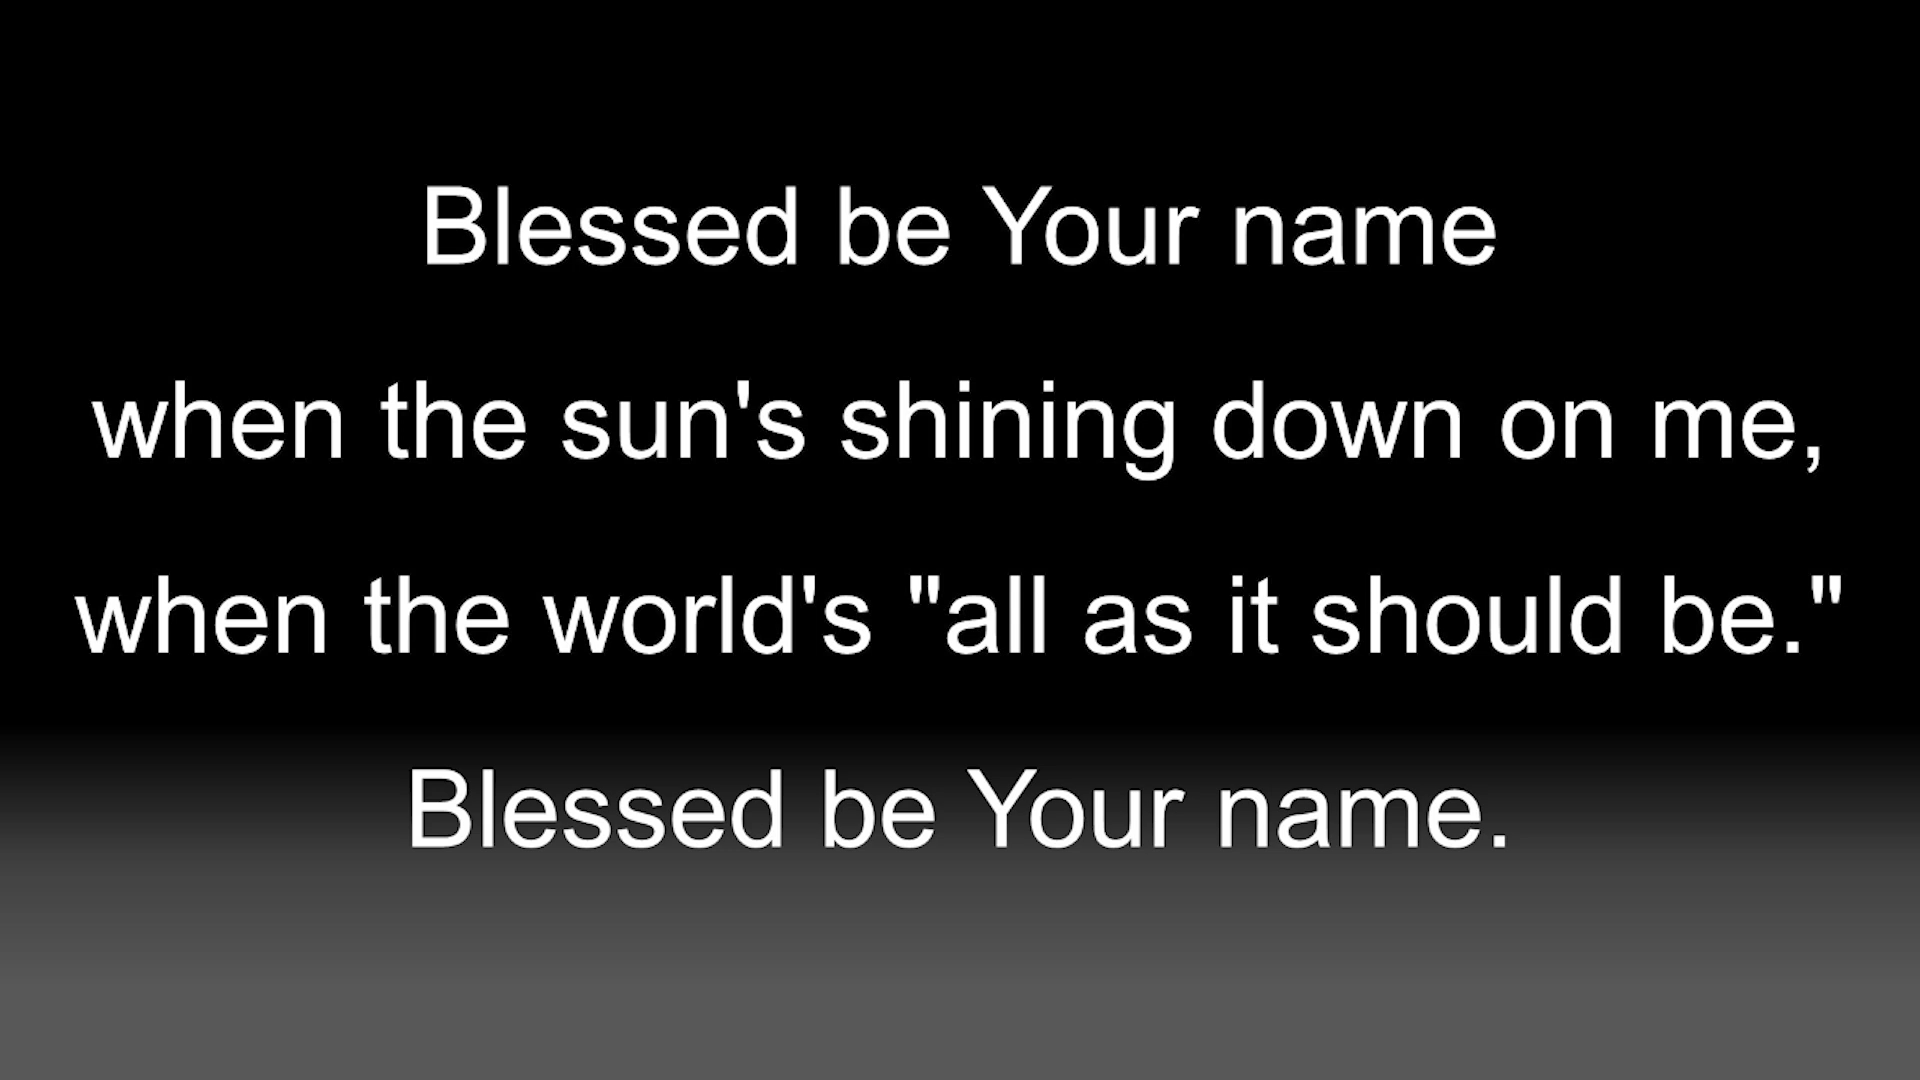 Blessed be Your name
when the sun's shining down on me,
when the world's "all as it should be."
Blessed be Your name.